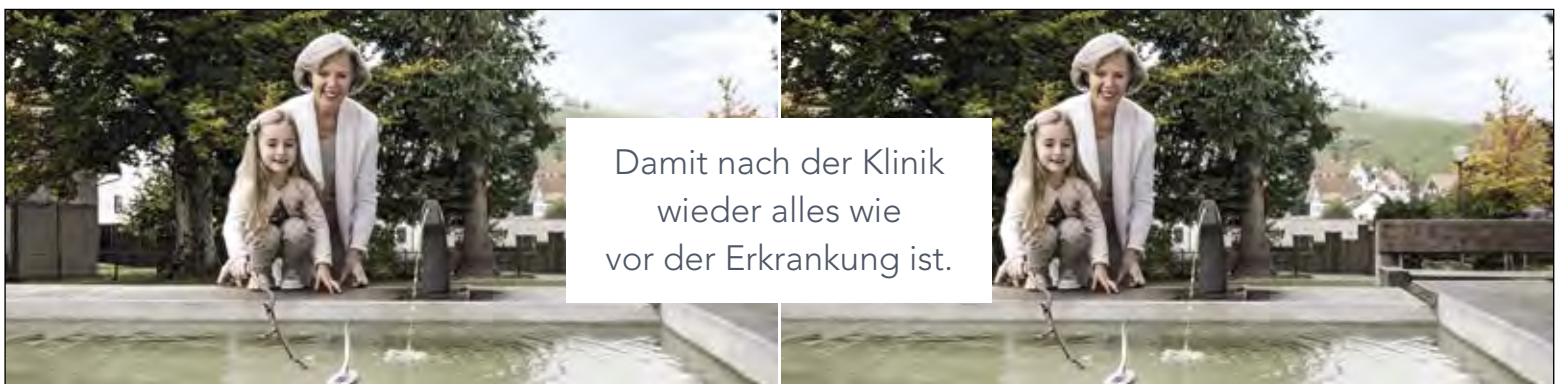 Damit nach der Klinik
wieder alles wie
vor der Erkrankung ist.